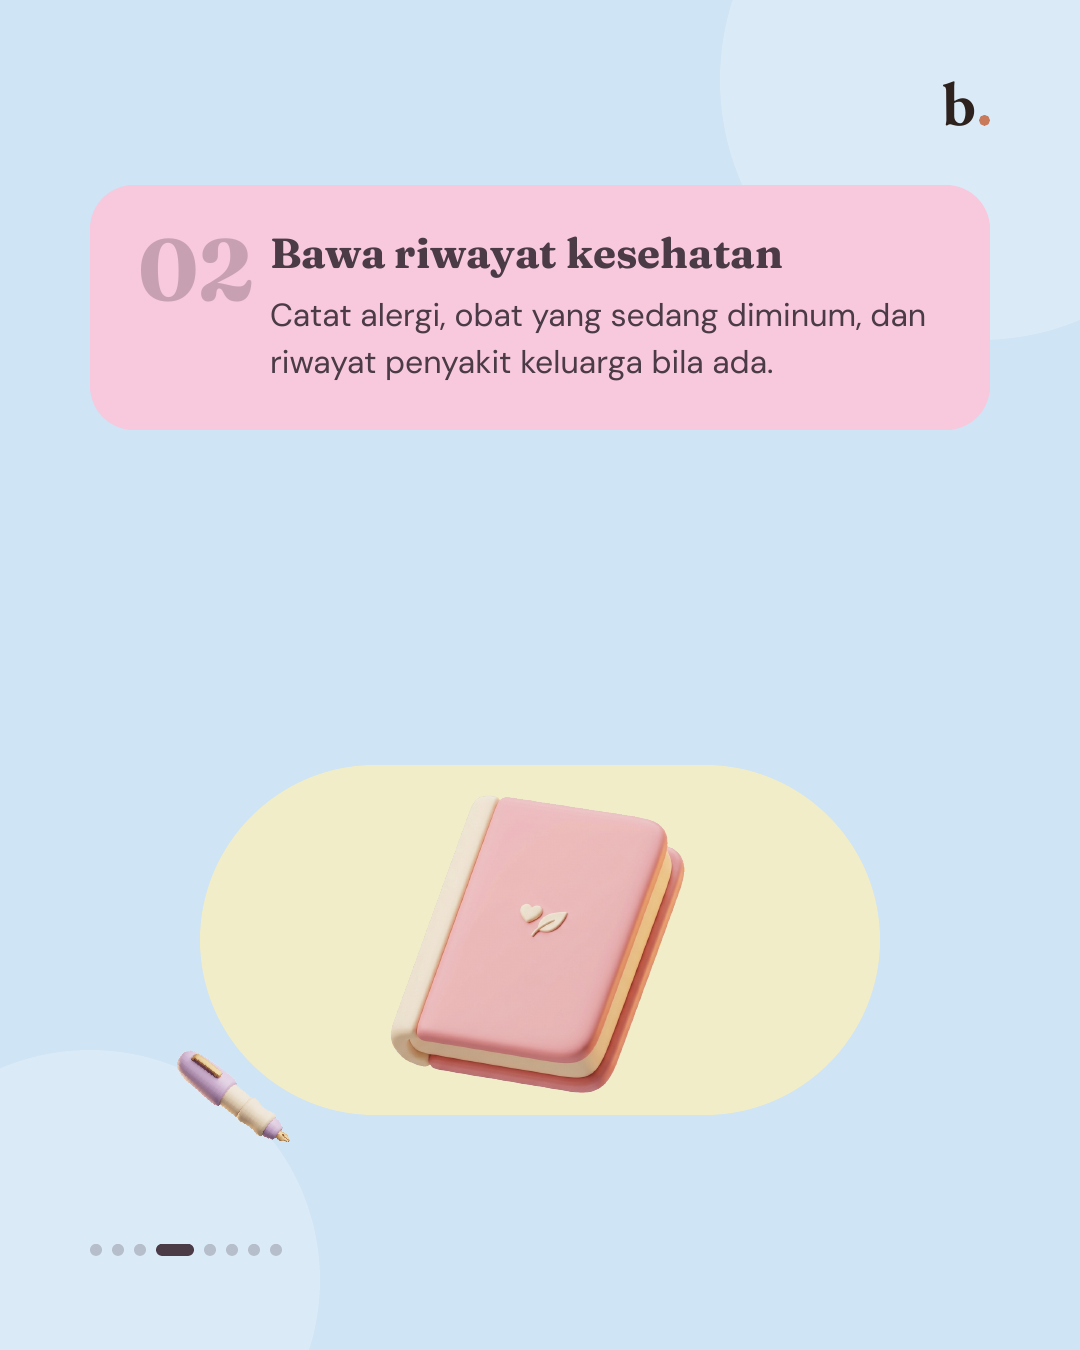 b.
02
Bawa riwayat kesehatan
Catat alergi, obat yang sedang diminum, dan
riwayat penyakit keluarga bila ada.